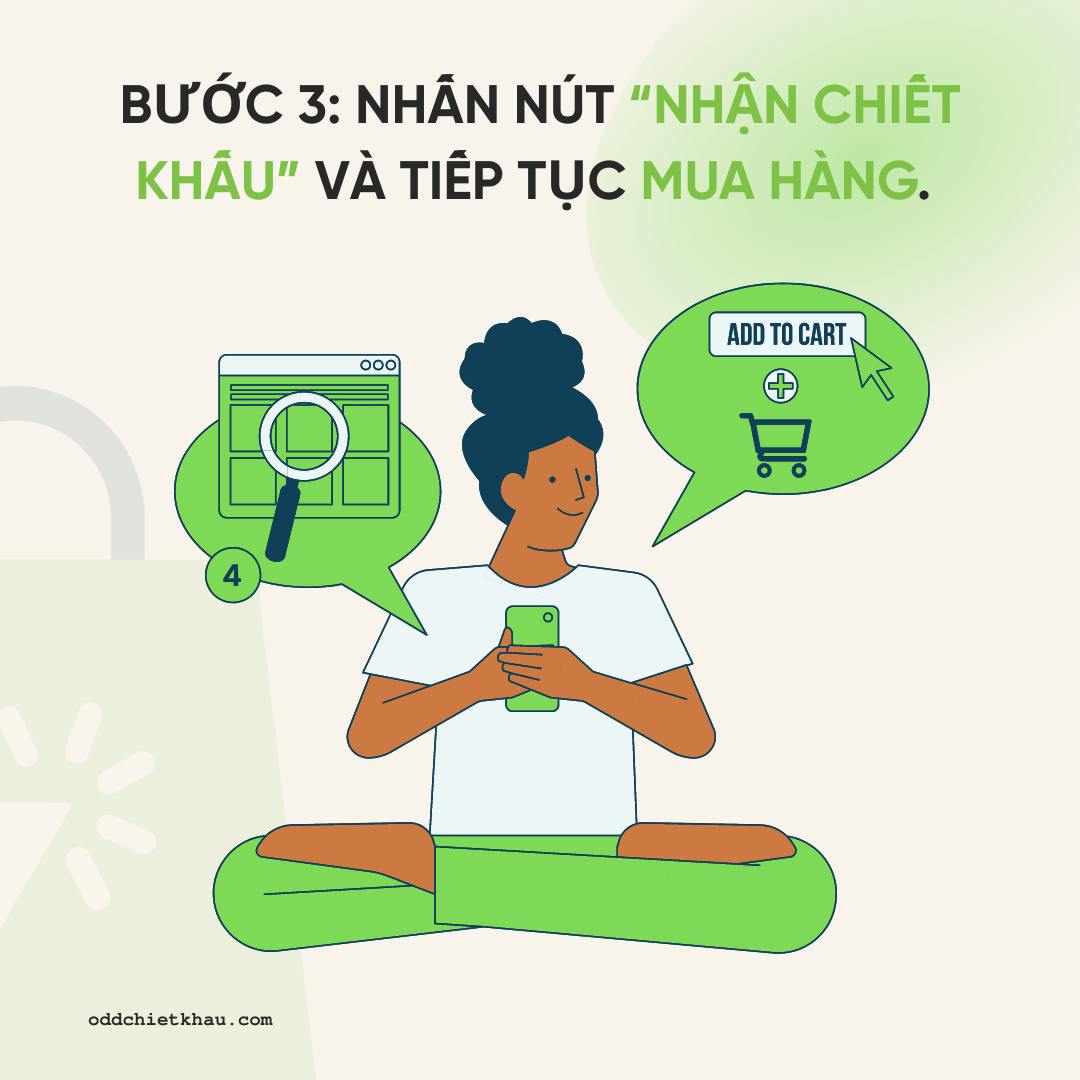 BƯỚC 3: NHẤN NÚT “NHẬN CHIẾT
KHẤU” VÀ TIẾP TỤC MUA HÀNG.
ADD TO CART
4
oddchietkhau.com